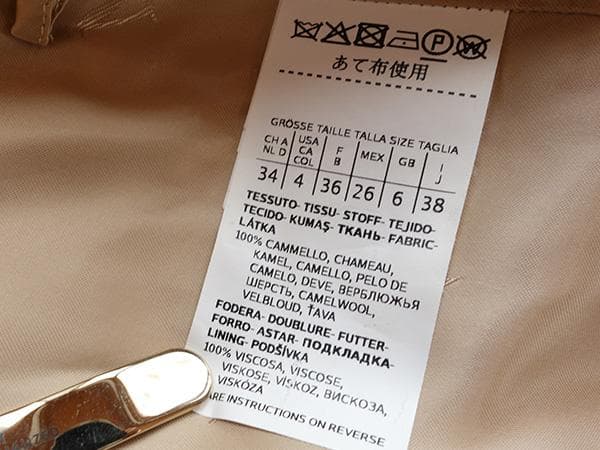 あて布使用
GRÖSSE TAILLE TALLA SIZE TAGLIA
CH A NL D | USA CA COL | F B | MEX | GB | I J
34 | 4 | 36 | 26 | 6 | 38
TESSUTO- TISSU- STOFF- TEJIDO-
TECIDO- KUMAŞ- ТКАНЬ- FABRIC-
LÁTKA
100% CAMMELLO, CHAMEAU,
KAMEL, CAMELLO, PELO DE
CAMELO, DEVE, ВЕРБЛЮЖЬЯ
ШЕРСТЬ, CAMELWOOL,
VELBLOUD, ŤAVA
FODERA- DOUBLURE- FUTTER-
FORRO- ASTAR- ПОДКЛАДКА-
LINING- PODŠÍVKA
100% VISCOSA, VISCOSE,
VISKOSE, VİSKOZ, ВИСКОЗА,
VISKÓZA
ARE INSTRUCTIONS ON REVERSE